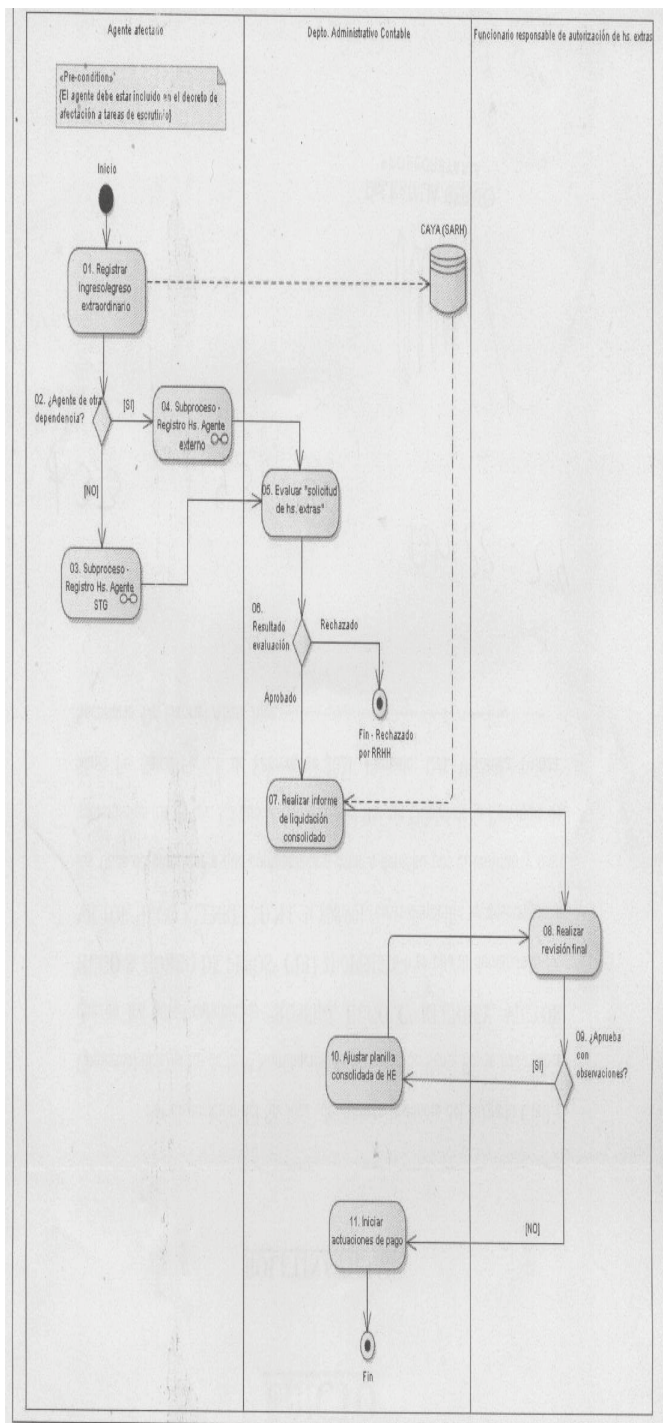 Agente afectado
Depto. Administrativo Contable
Funcionario responsable de autorización de hs. extras
«Pre-condition»
{El agente debe estar incluido en el decreto de
afectación a tareas de escrutinio}
Inicio
CAYA (SARH)
01. Registrar
ingreso/egreso
extraordinario
02. ¿Agente de otra
dependencia?
[SI]
04. Subproceso -
Registro Hs. Agente
externo
[NO]
05. Evaluar "solicitud
de hs. extras"
03. Subproceso -
Registro Hs. Agente
STG
06.
Resultado
evaluación
Rechazado
Aprobado
Fin - Rechazado
por RRHH
07. Realizar informe
de liquidación
consolidado
08. Realizar
revisión final
09. ¿Aprueba
con
observaciones?
[SI]
10. Ajustar planilla
consolidada de HE
[NO]
11. Iniciar
actuaciones de pago
Fin